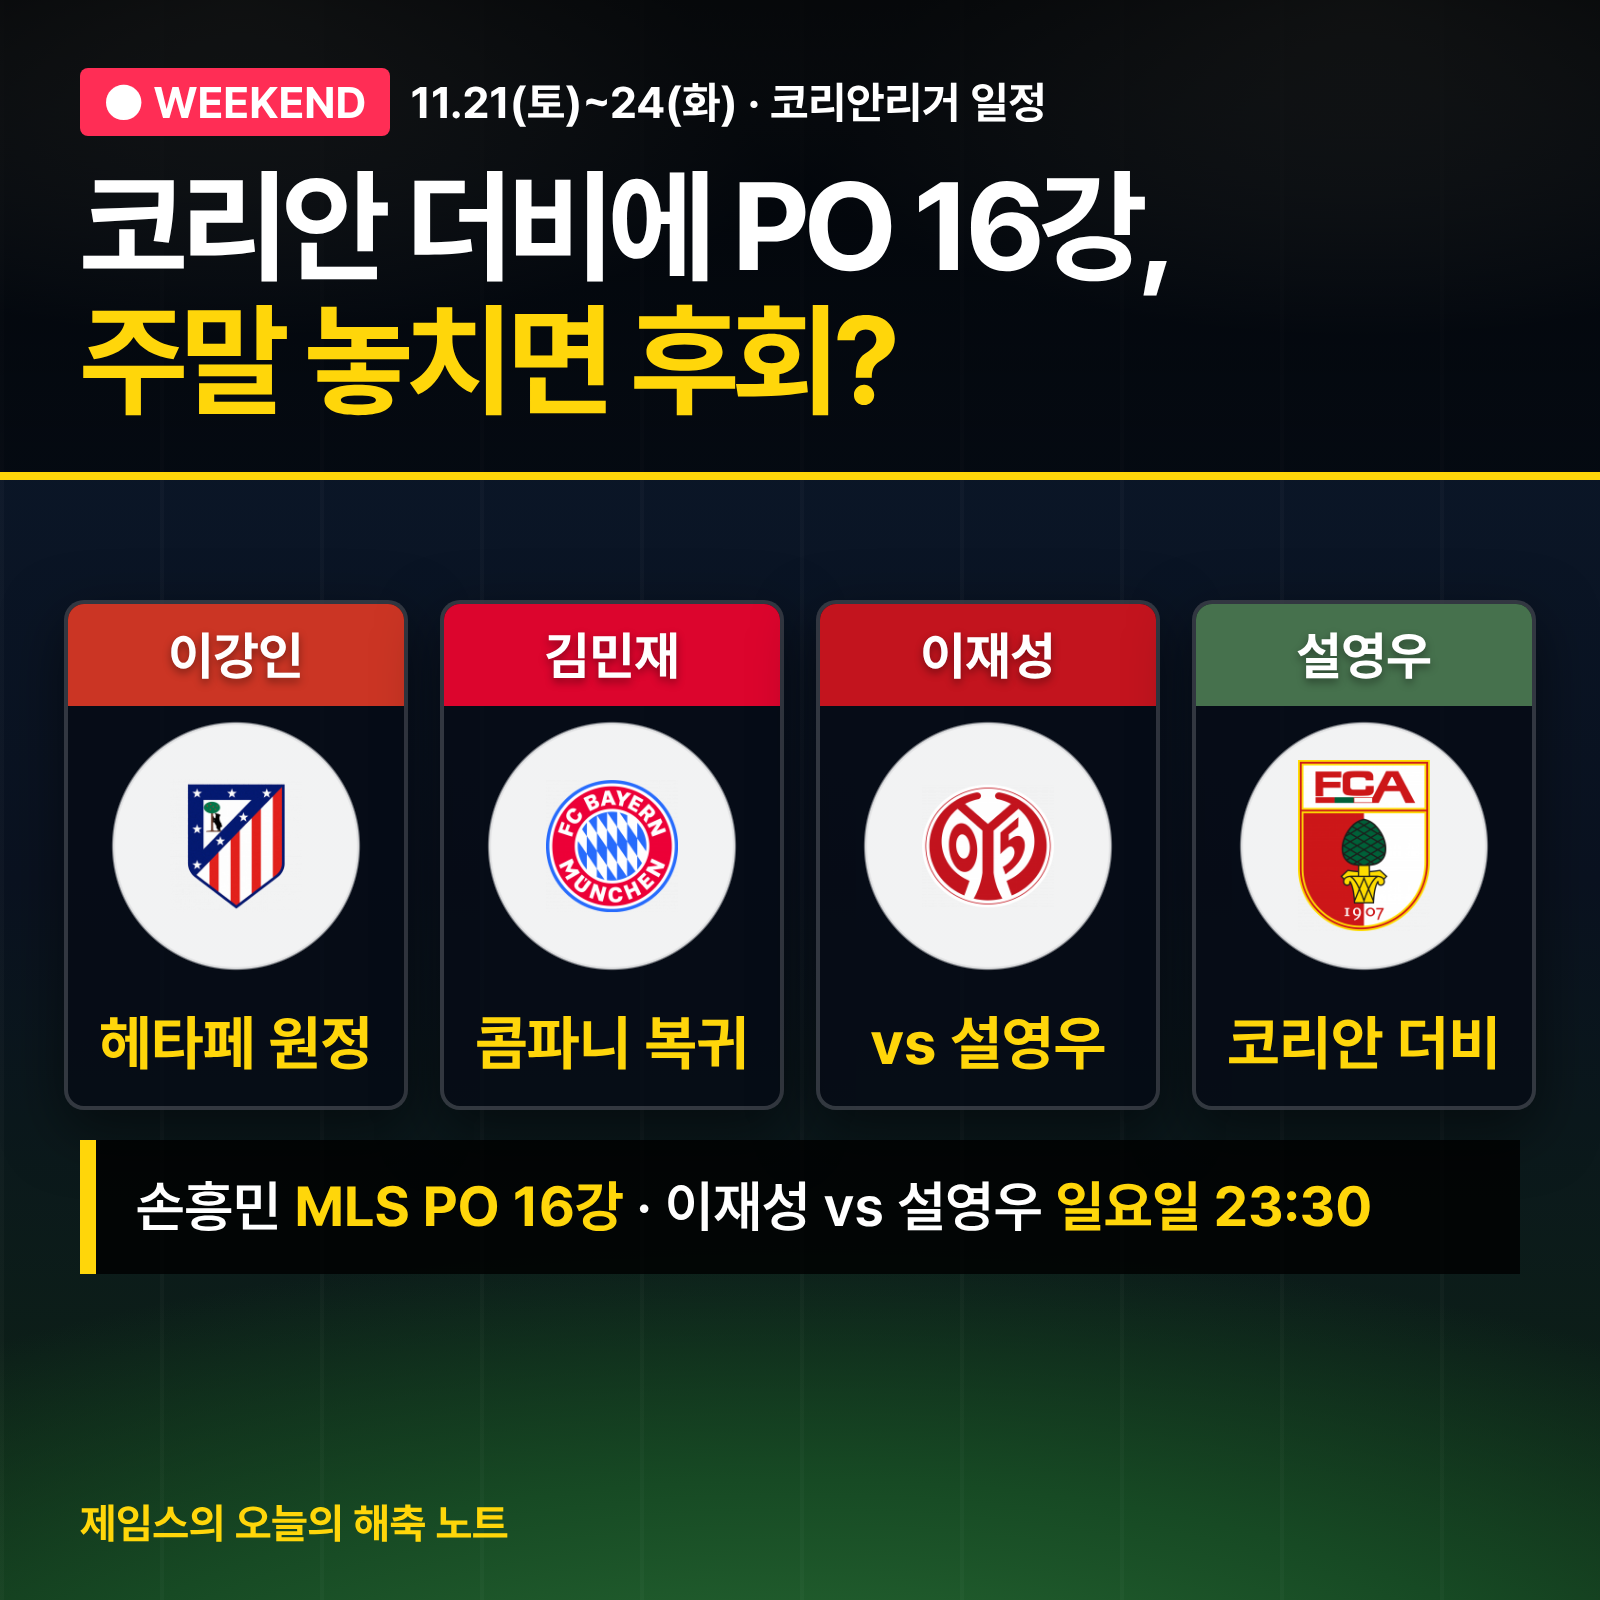 WEEKEND 11.21(토)~24(화) · 코리안리거 일정
코리안 더비에 PO 16강,
주말 놓치면 후회?
이강인
김민재
이재성
설영우
FC BAYERN
MÜNCHEN
05
FCA
1907
헤타페 원정
콤파니 복귀
vs 설영우
코리안 더비
손흥민 MLS PO 16강 · 이재성 vs 설영우 일요일 23:30
제임스의 오늘의 해축 노트